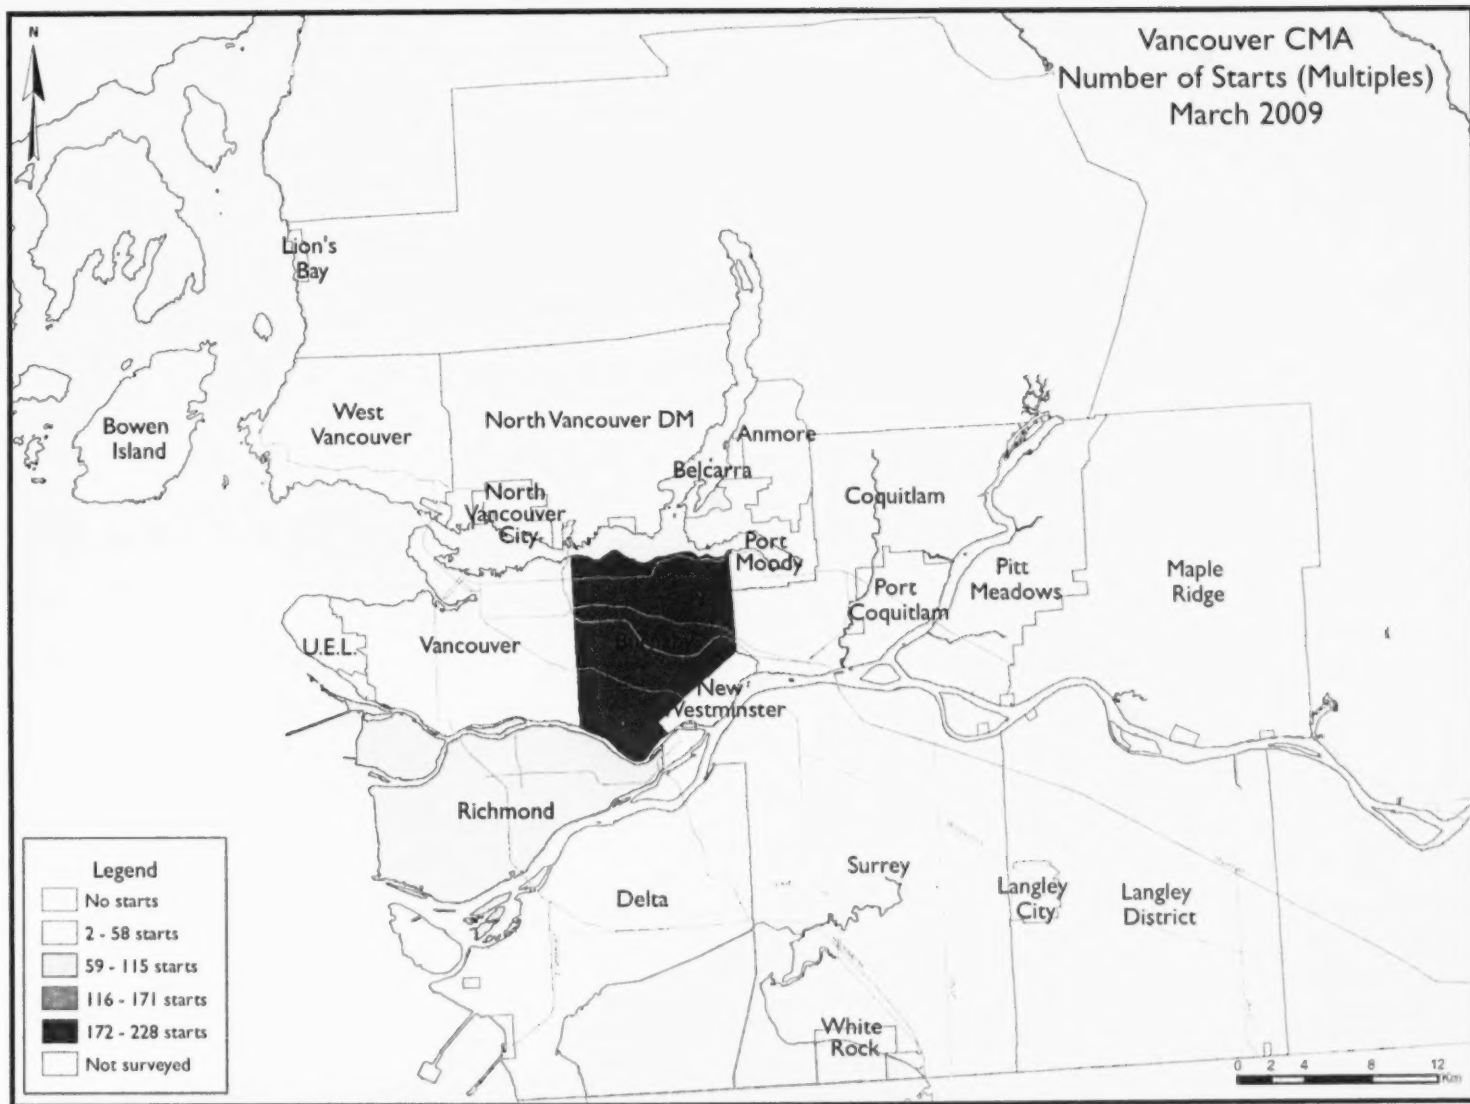 N
Vancouver CMA
Number of Starts (Multiples)
March 2009
Lion's
Bay
Bowen
Island
West
Vancouver
North Vancouver DM
Anmore
Belcarra
North
Vancouver
City
Coquitlam
Port
Moody
Pitt
Meadows
Maple
Ridge
Port
Coquitlam
U.E.L.
Vancouver
Burnaby
New
Westminster
Richmond
Delta
Surrey
Langley
City
Langley
District
White
Rock
Legend
No starts
2 - 58 starts
59 - 115 starts
116 - 171 starts
172 - 228 starts
Not surveyed
0 2 4 8 12
Km